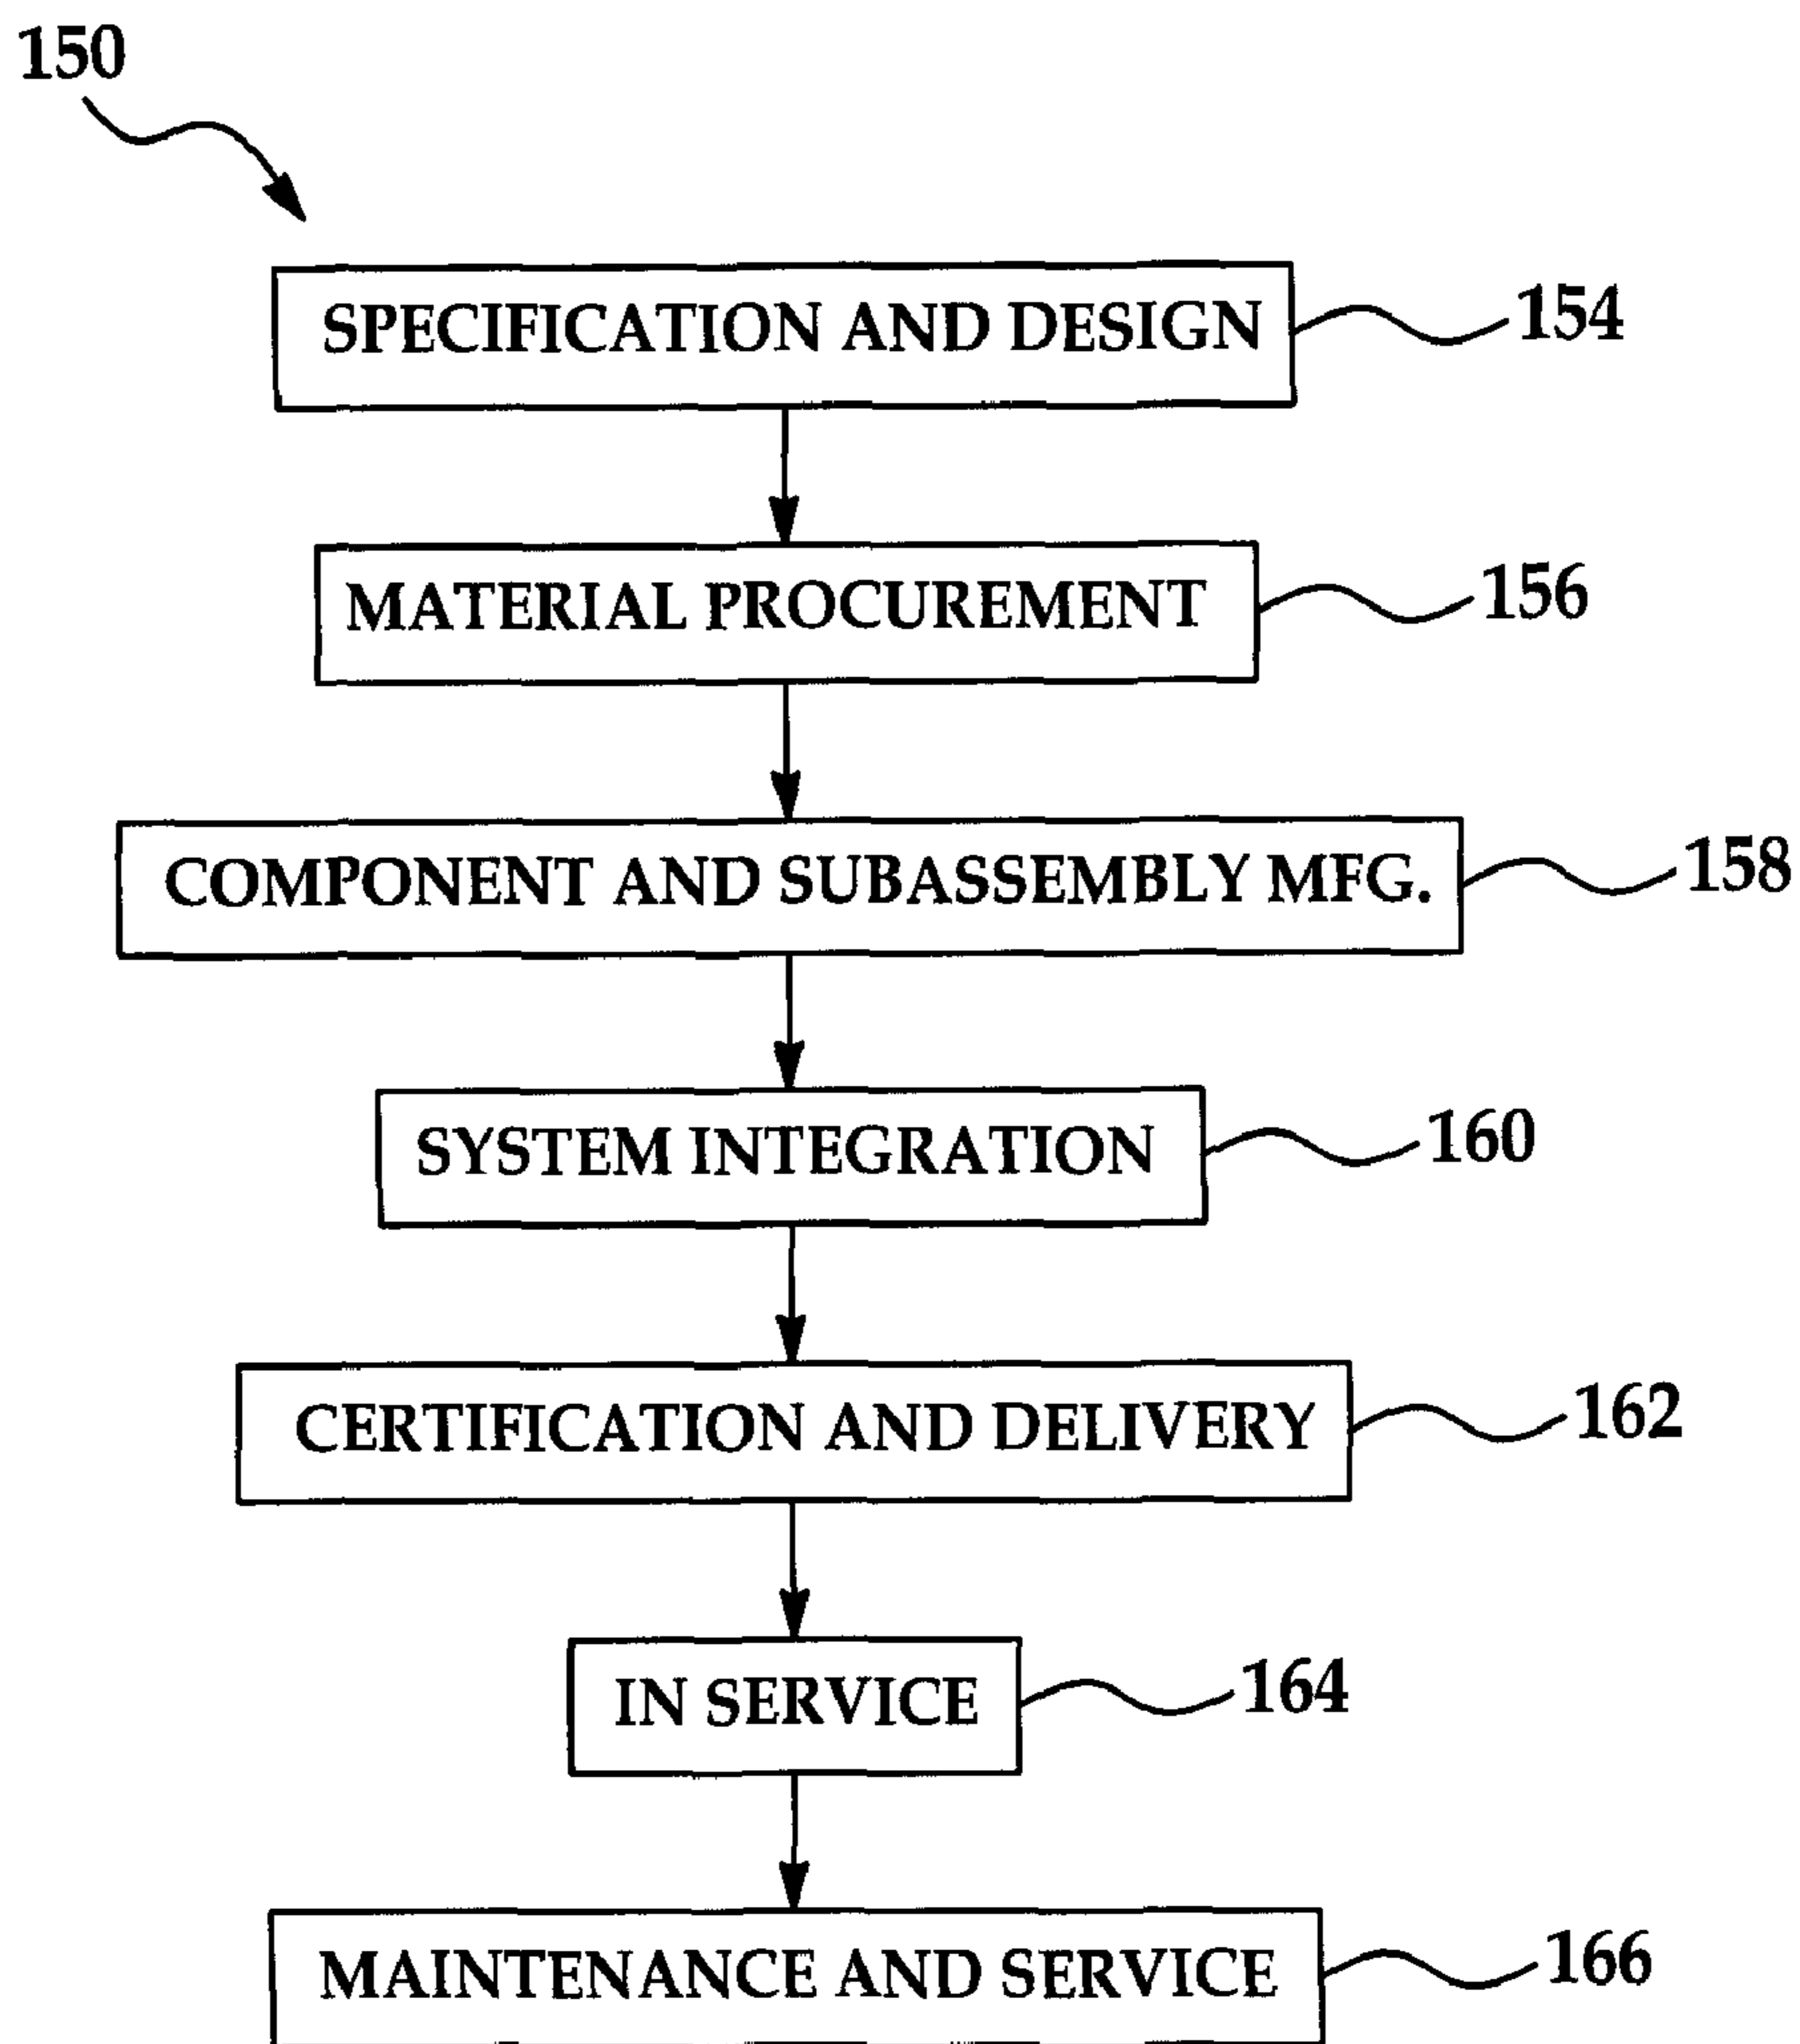 150
SPECIFICATION AND DESIGN 154
MATERIAL PROCUREMENT 156
COMPONENT AND SUBASSEMBLY MFG. 158
SYSTEM INTEGRATION 160
CERTIFICATION AND DELIVERY 162
IN SERVICE 164
MAINTENANCE AND SERVICE 166